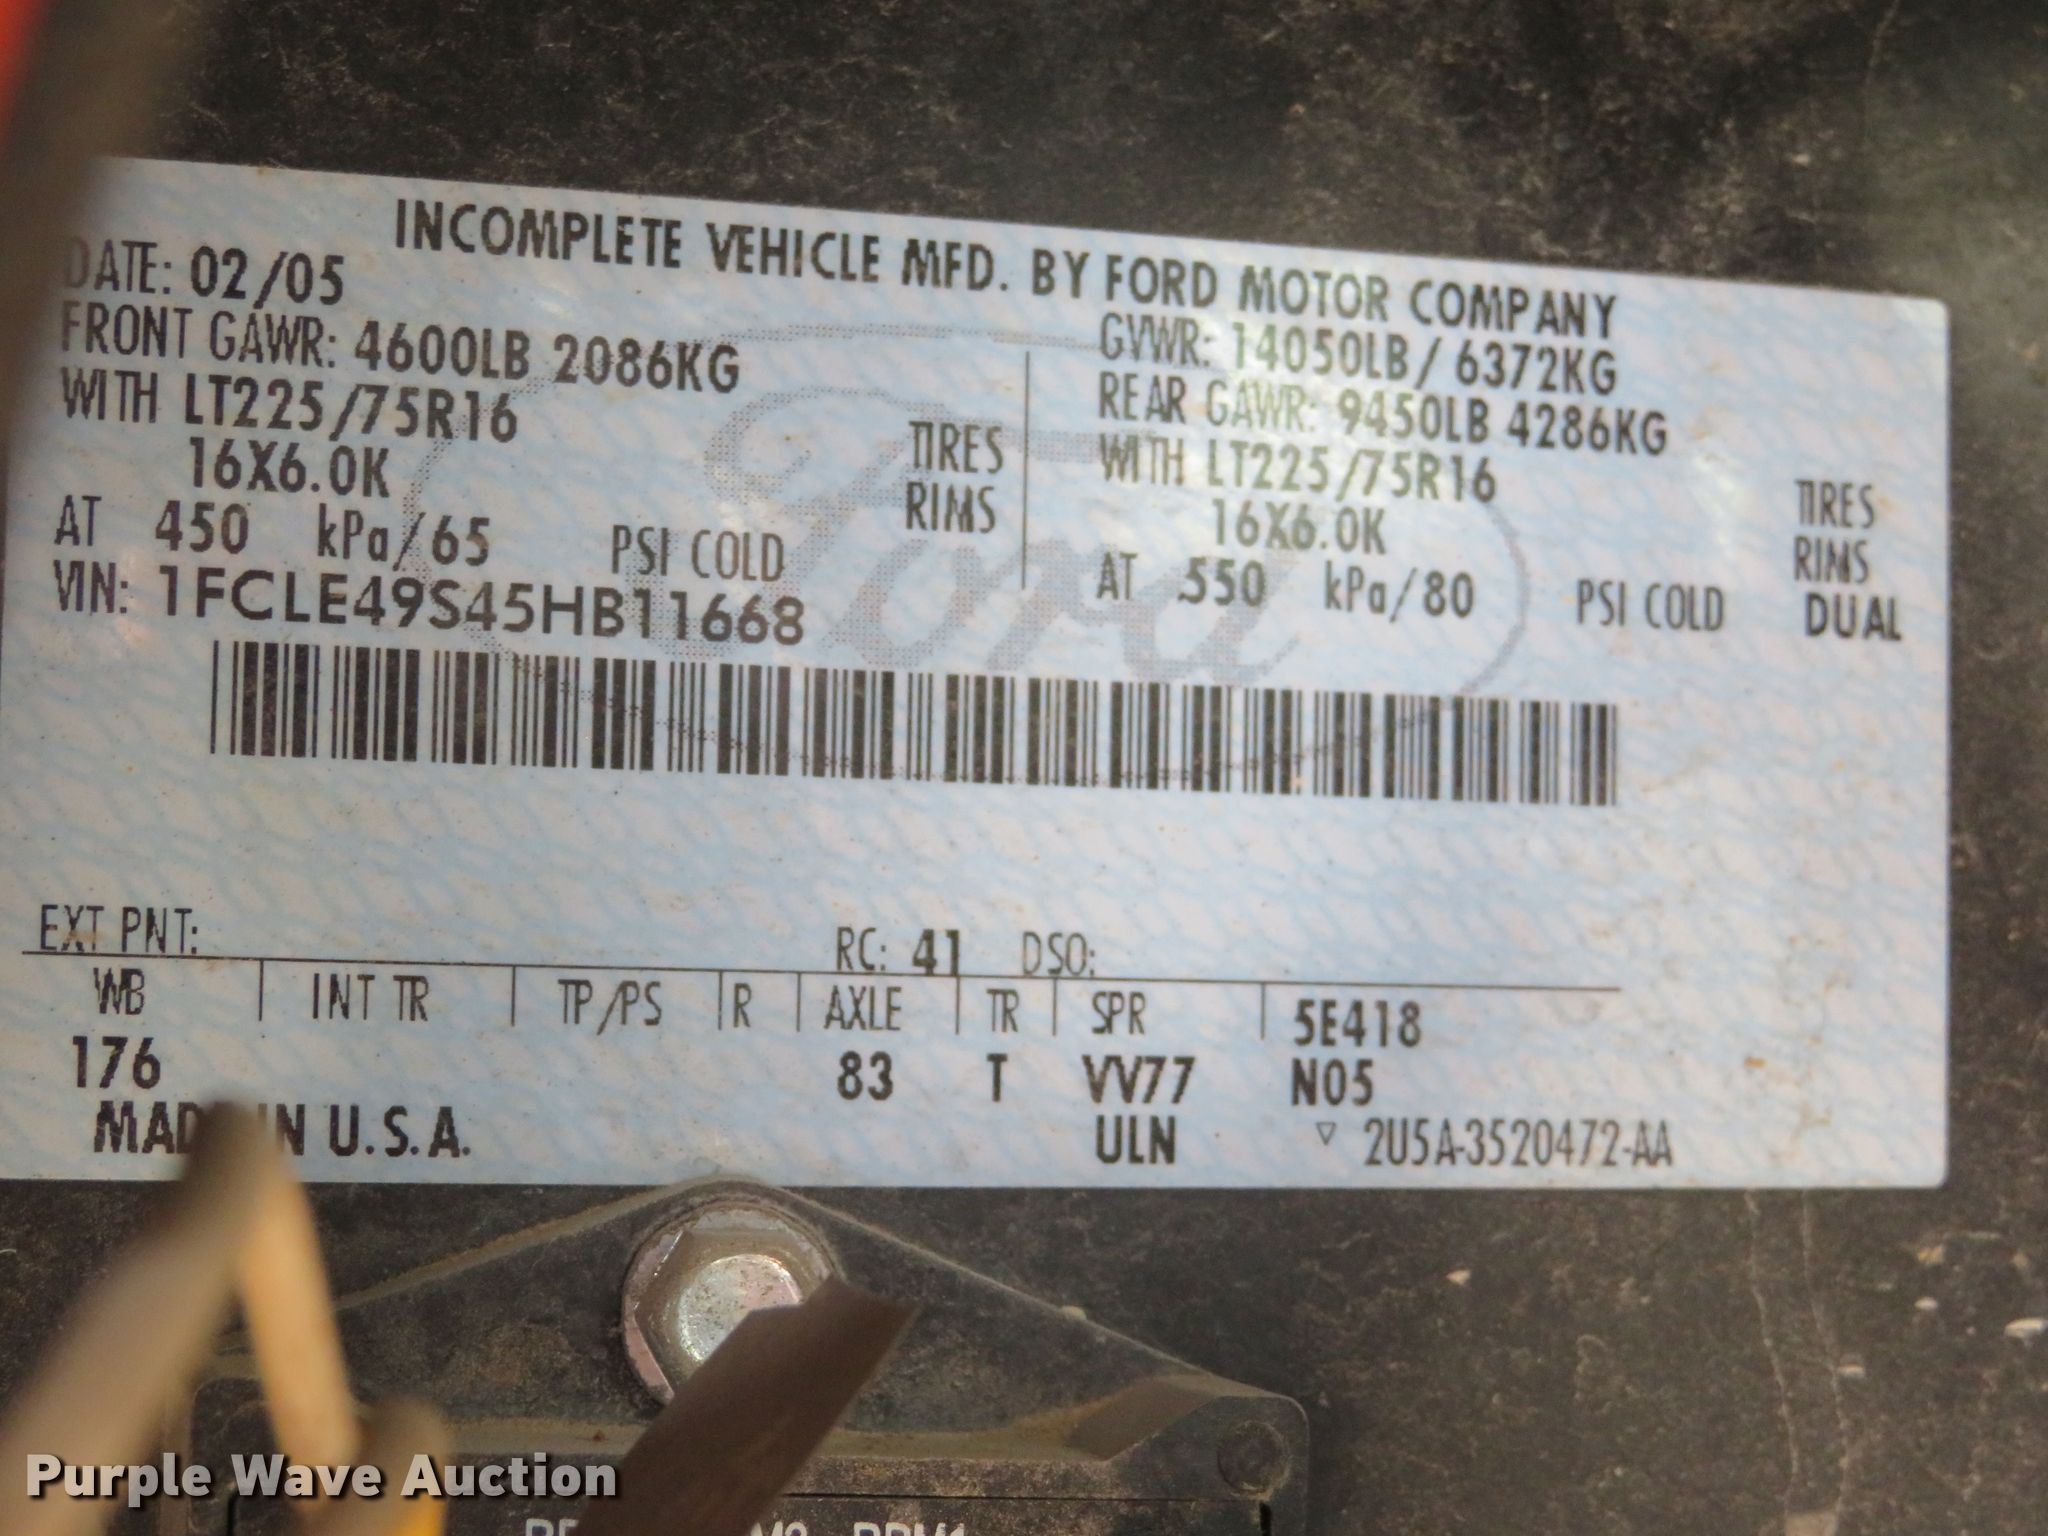 INCOMPLETE VEHICLE MFD. BY FORD MOTOR COMPANY
DATE: 02/05
GVWR: 14050LB / 6372KG
FRONT GAWR: 4600LB 2086KG
REAR GAWR: 9450LB 4286KG
WITH LT225/75R16 TIRES
WITH LT225/75R16 TIRES
16X6.0K RIMS
16X6.0K RIMS
AT 450 kPa/65 PSI COLD
AT 550 kPa/80 PSI COLD DUAL
VIN: 1FCLE49S45HB11668
Ford
EXT PNT: RC: 41 DSO:
WB INT TR TP/PS R AXLE TR SPR 5E418
176 83 T VV77 N05
MADE IN U.S.A. ULN ▽ 2U5A-3520472-AA
Purple Wave Auction